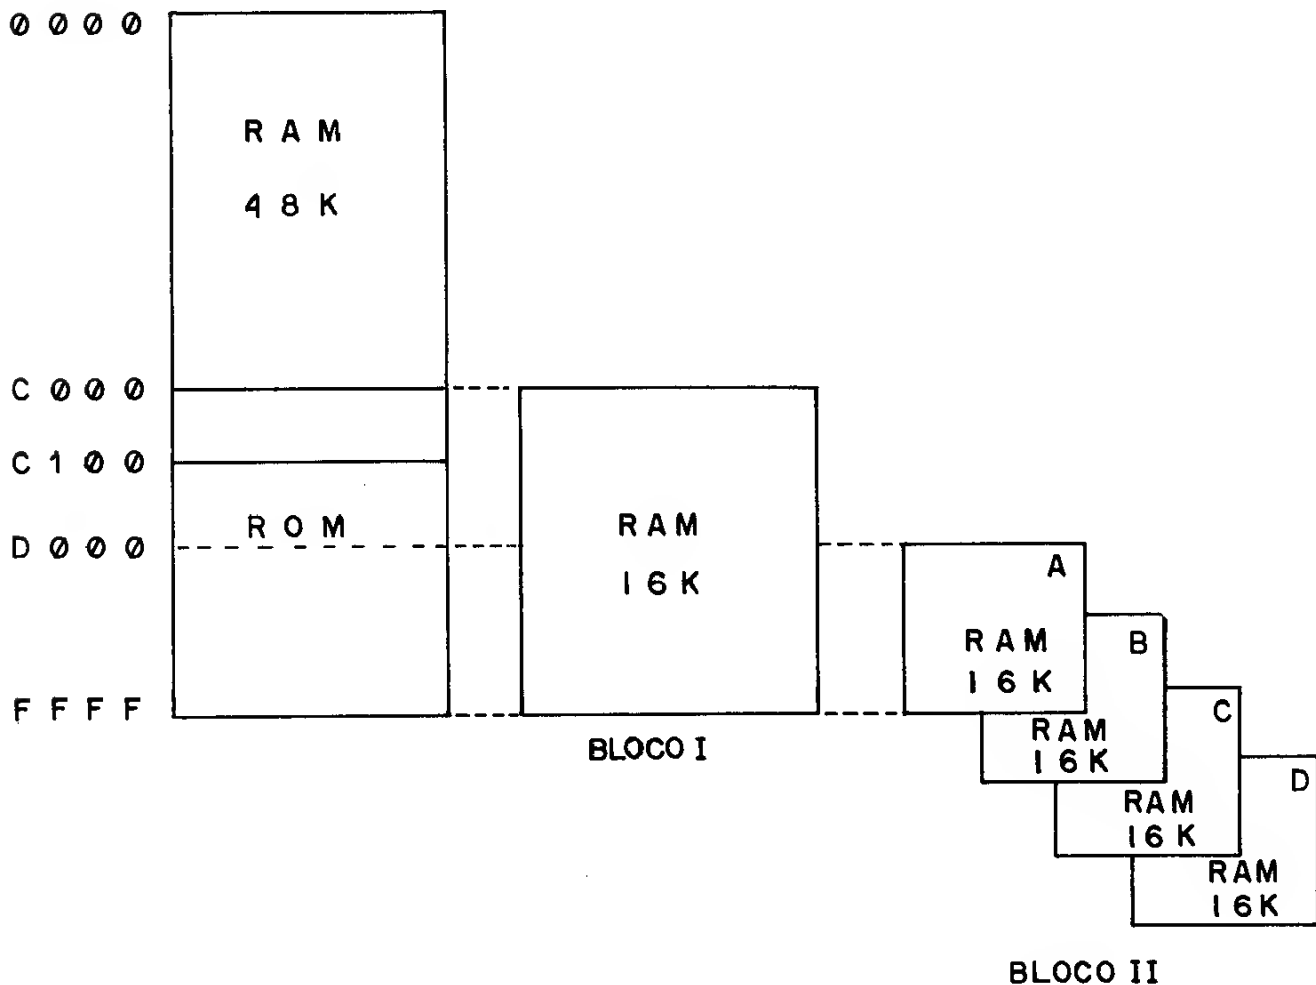 0000
RAM
48K
C000
C100
ROM
D000
FFFF
RAM
16K
BLOCO I
A
RAM
16K
B
RAM
16K
C
RAM
16K
D
RAM
16K
BLOCO II